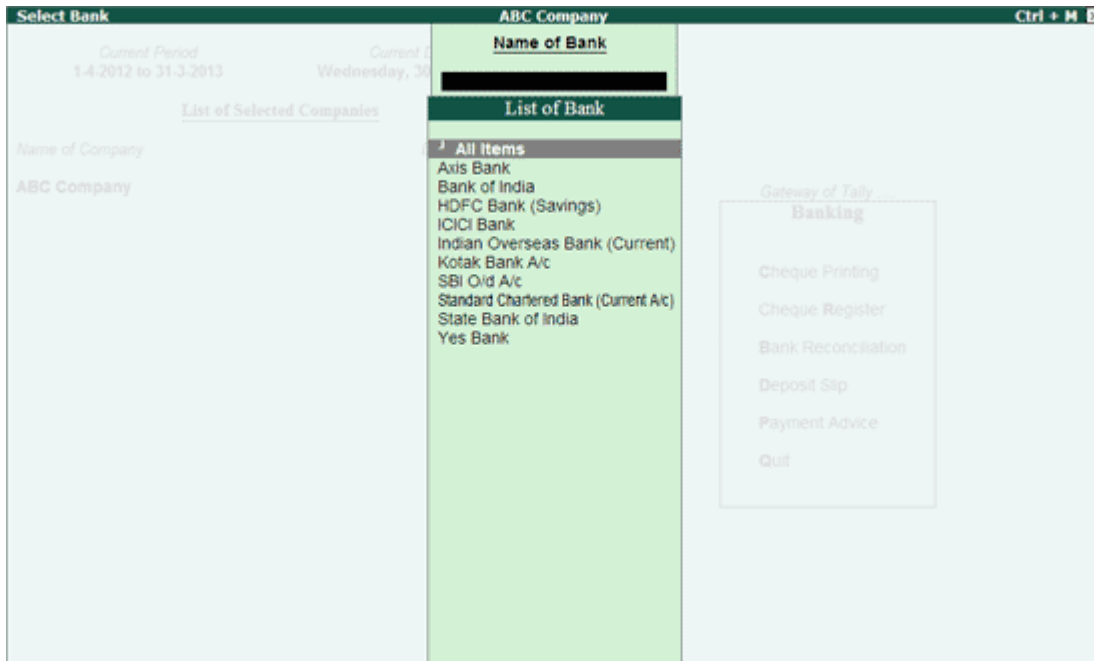 Select Bank ABC Company Ctrl + M
Name of Bank
Current Period Current
1-4-2012 to 31-3-2013 Wednesday, 30
List of Selected Companies
Name of Company
ABC Company
List of Bank
All Items
Axis Bank
Bank of India
HDFC Bank (Savings)
ICICI Bank
Indian Overseas Bank (Current)
Kotak Bank A/c
SBI O/d A/c
Standard Chartered Bank (Current A/c)
State Bank of India
Yes Bank
Gateway of Tally ....
Banking
Cheque Printing
Cheque Register
Bank Reconciliation
Deposit Slip
Payment Advice
Quit